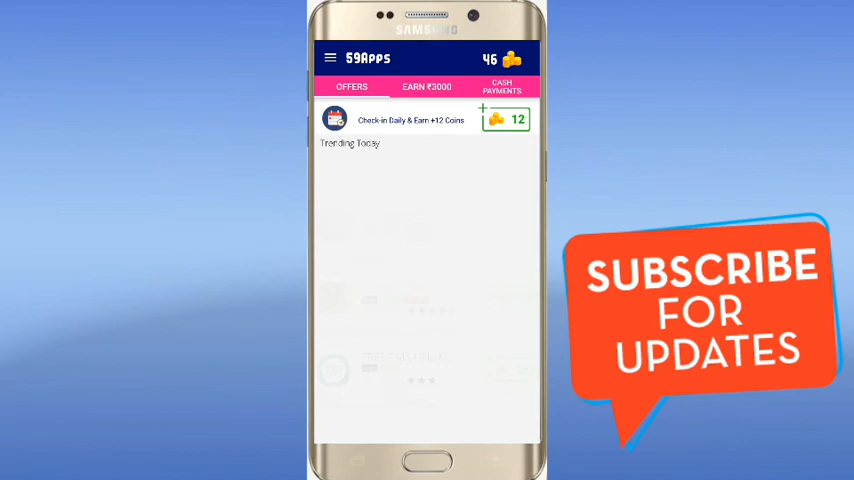 SAMSUNG
59Apps
46
OFFERS
EARN ₹3000
CASH
PAYMENTS
Check-in Daily & Earn +12 Coins
12
Trending Today
SUBSCRIBE
FOR
UPDATES